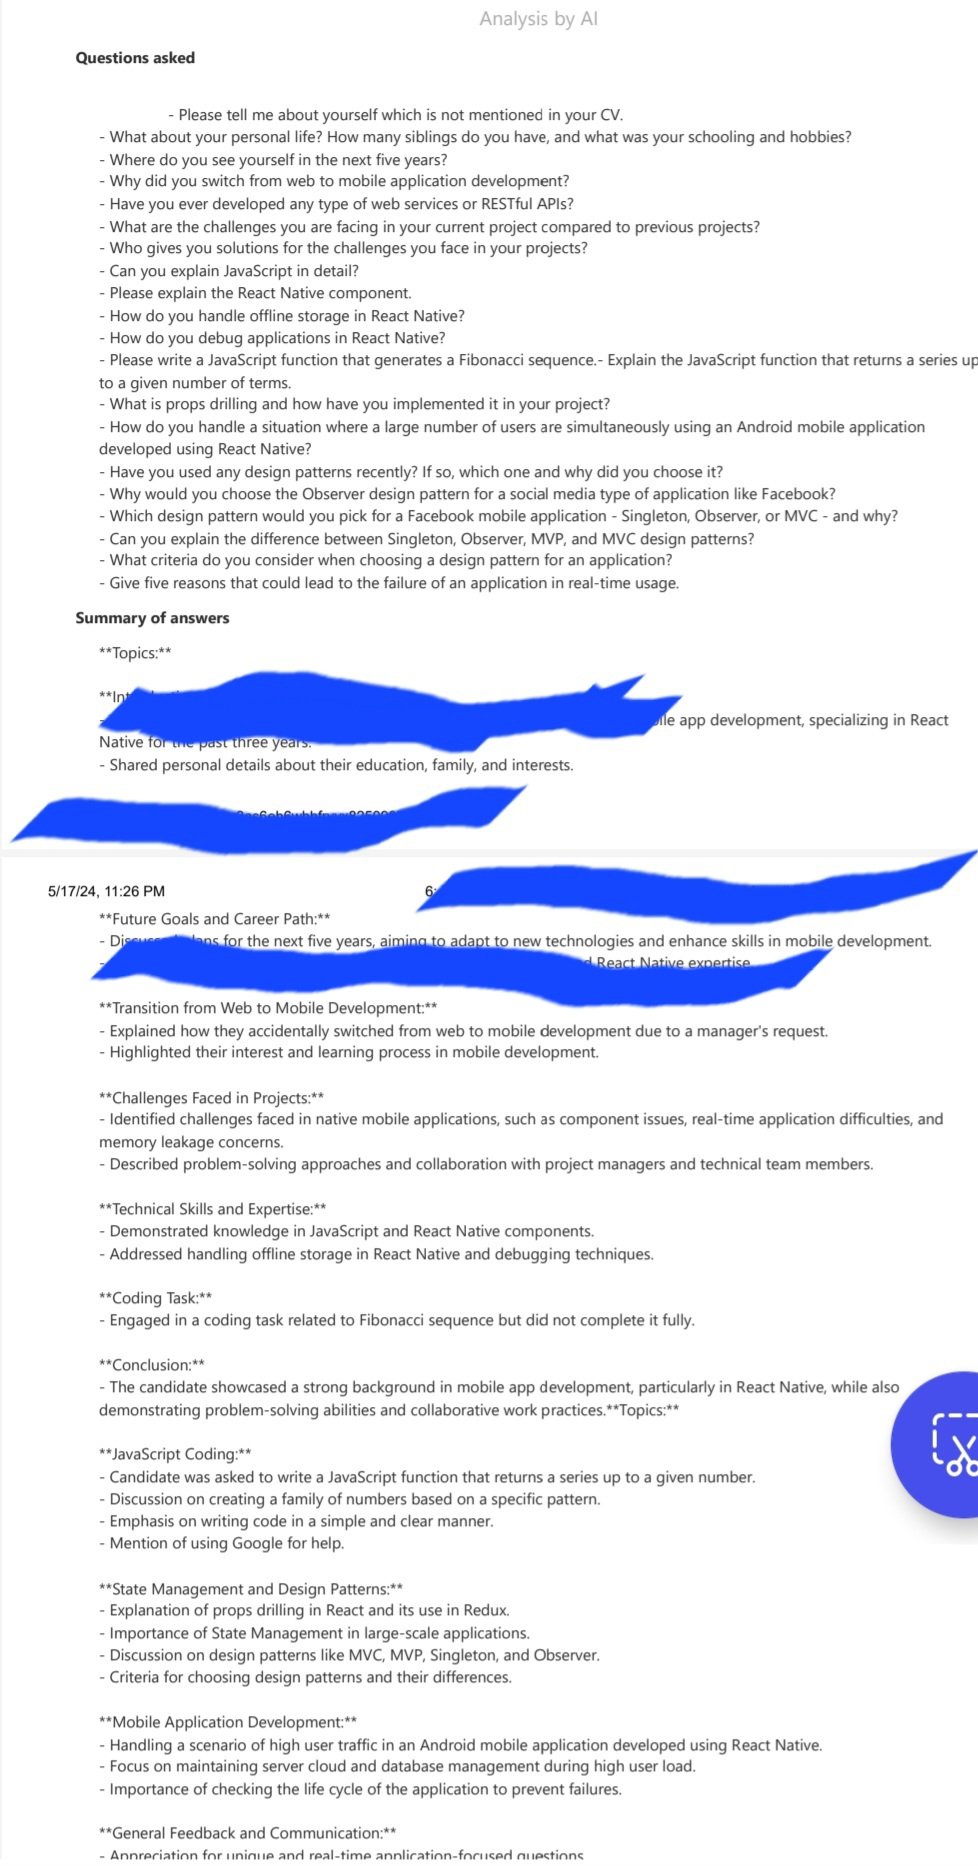 Analysis by AI
Questions asked
- Please tell me about yourself which is not mentioned in your CV.
- What about your personal life? How many siblings do you have, and what was your schooling and hobbies?
- Where do you see yourself in the next five years?
- Why did you switch from web to mobile application development?
- Have you ever developed any type of web services or RESTful APIs?
- What are the challenges you are facing in your current project compared to previous projects?
- Who gives you solutions for the challenges you face in your projects?
- Can you explain JavaScript in detail?
- Please explain the React Native component.
- How do you handle offline storage in React Native?
- How do you debug applications in React Native?
- Please write a JavaScript function that generates a Fibonacci sequence.- Explain the JavaScript function that returns a series up
to a given number of terms.
- What is props drilling and how have you implemented it in your project?
- How do you handle a situation where a large number of users are simultaneously using an Android mobile application
developed using React Native?
- Have you used any design patterns recently? If so, which one and why did you choose it?
- Why would you choose the Observer design pattern for a social media type of application like Facebook?
- Which design pattern would you pick for a Facebook mobile application - Singleton, Observer, or MVC - and why?
- Can you explain the difference between Singleton, Observer, MVP, and MVC design patterns?
- What criteria do you consider when choosing a design pattern for an application?
- Give five reasons that could lead to the failure of an application in real-time usage.
Summary of answers
**Topics:**
app development, specializing in React
Native for the past three years.
- Shared personal details about their education, family, and interests.
5/17/24, 11:26 PM
**Future Goals and Career Path:**
- for the next five years, aiming to adapt to new technologies and enhance skills in mobile development.
React Native expertise
**Transition from Web to Mobile Development:**
- Explained how they accidentally switched from web to mobile development due to a manager's request.
- Highlighted their interest and learning process in mobile development.
**Challenges Faced in Projects:**
- Identified challenges faced in native mobile applications, such as component issues, real-time application difficulties, and
memory leakage concerns.
- Described problem-solving approaches and collaboration with project managers and technical team members.
**Technical Skills and Expertise:**
- Demonstrated knowledge in JavaScript and React Native components.
- Addressed handling offline storage in React Native and debugging techniques.
**Coding Task:**
- Engaged in a coding task related to Fibonacci sequence but did not complete it fully.
**Conclusion:**
- The candidate showcased a strong background in mobile app development, particularly in React Native, while also
demonstrating problem-solving abilities and collaborative work practices.**Topics:**
**JavaScript Coding:**
- Candidate was asked to write a JavaScript function that returns a series up to a given number.
- Discussion on creating a family of numbers based on a specific pattern.
- Emphasis on writing code in a simple and clear manner.
- Mention of using Google for help.
**State Management and Design Patterns:**
- Explanation of props drilling in React and its use in Redux.
- Importance of State Management in large-scale applications.
- Discussion on design patterns like MVC, MVP, Singleton, and Observer.
- Criteria for choosing design patterns and their differences.
**Mobile Application Development:**
- Handling a scenario of high user traffic in an Android mobile application developed using React Native.
- Focus on maintaining server cloud and database management during high user load.
- Importance of checking the life cycle of the application to prevent failures.
**General Feedback and Communication:**
- Appreciation for unique and real-time application-focused questions